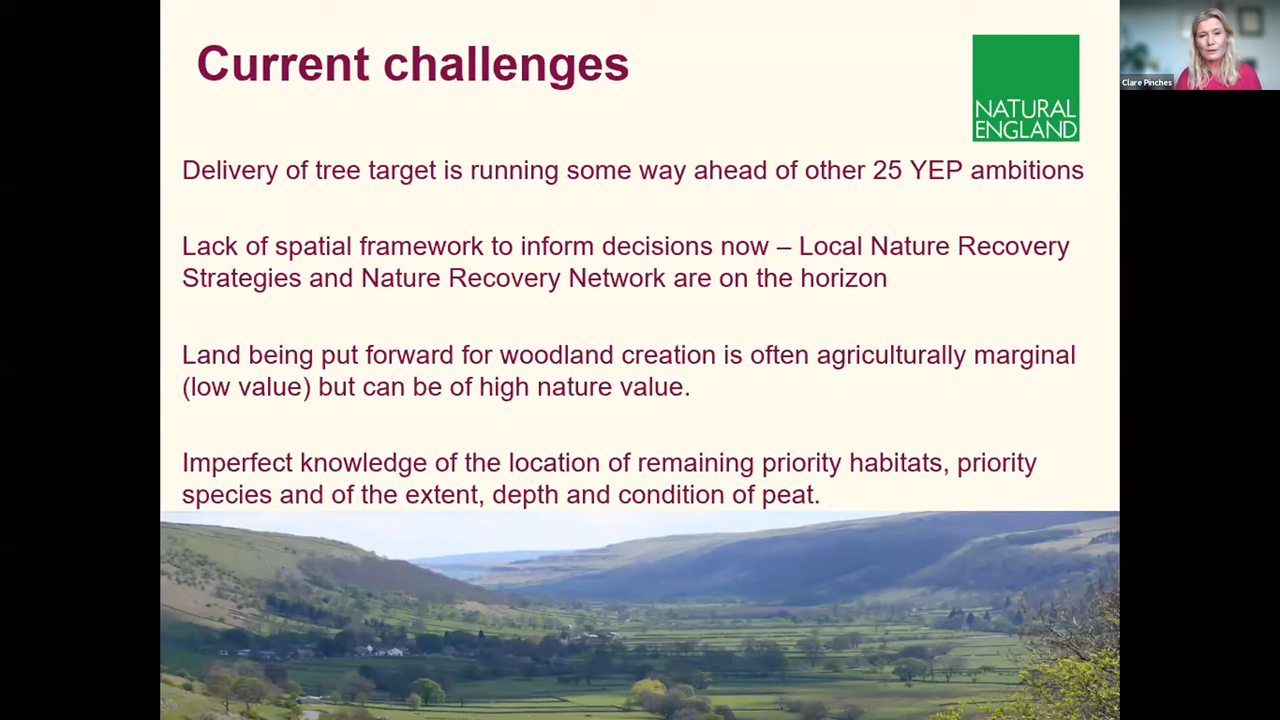 Current challenges
NATURAL
ENGLAND
Clare Pinches
Delivery of tree target is running some way ahead of other 25 YEP ambitions
Lack of spatial framework to inform decisions now – Local Nature Recovery
Strategies and Nature Recovery Network are on the horizon
Land being put forward for woodland creation is often agriculturally marginal
(low value) but can be of high nature value.
Imperfect knowledge of the location of remaining priority habitats, priority
species and of the extent, depth and condition of peat.